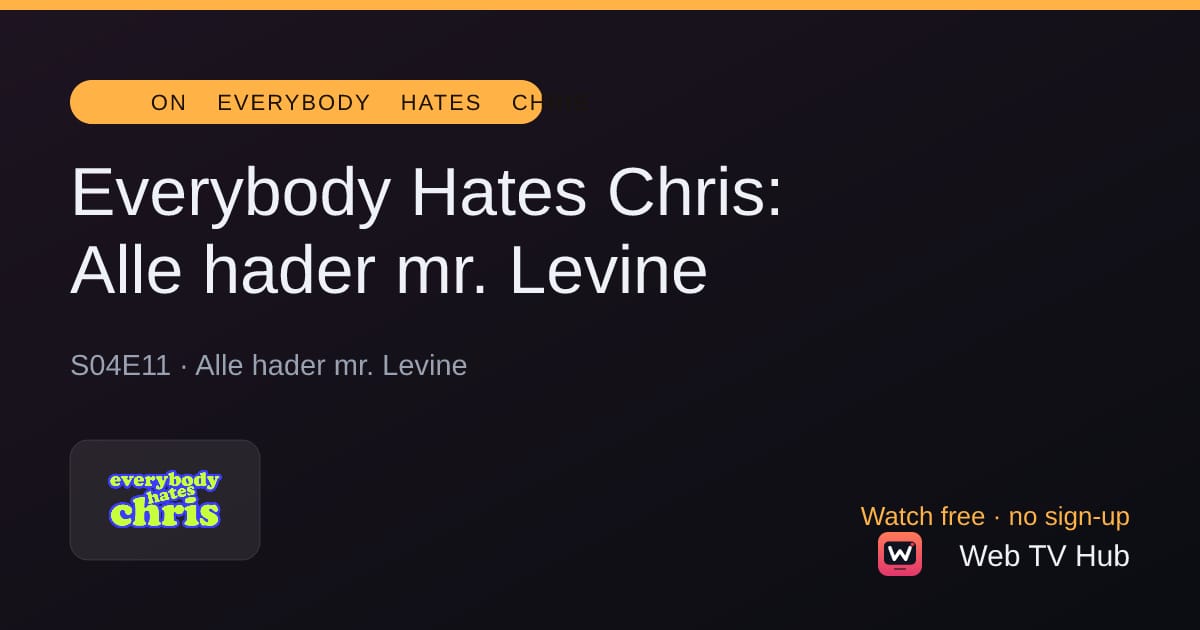 ON EVERYBODY HATES CHRIS
Everybody Hates Chris:
Alle hader mr. Levine
S04E11 · Alle hader mr. Levine
everybody
hates
chris
Watch free · no sign-up
W
Web TV Hub